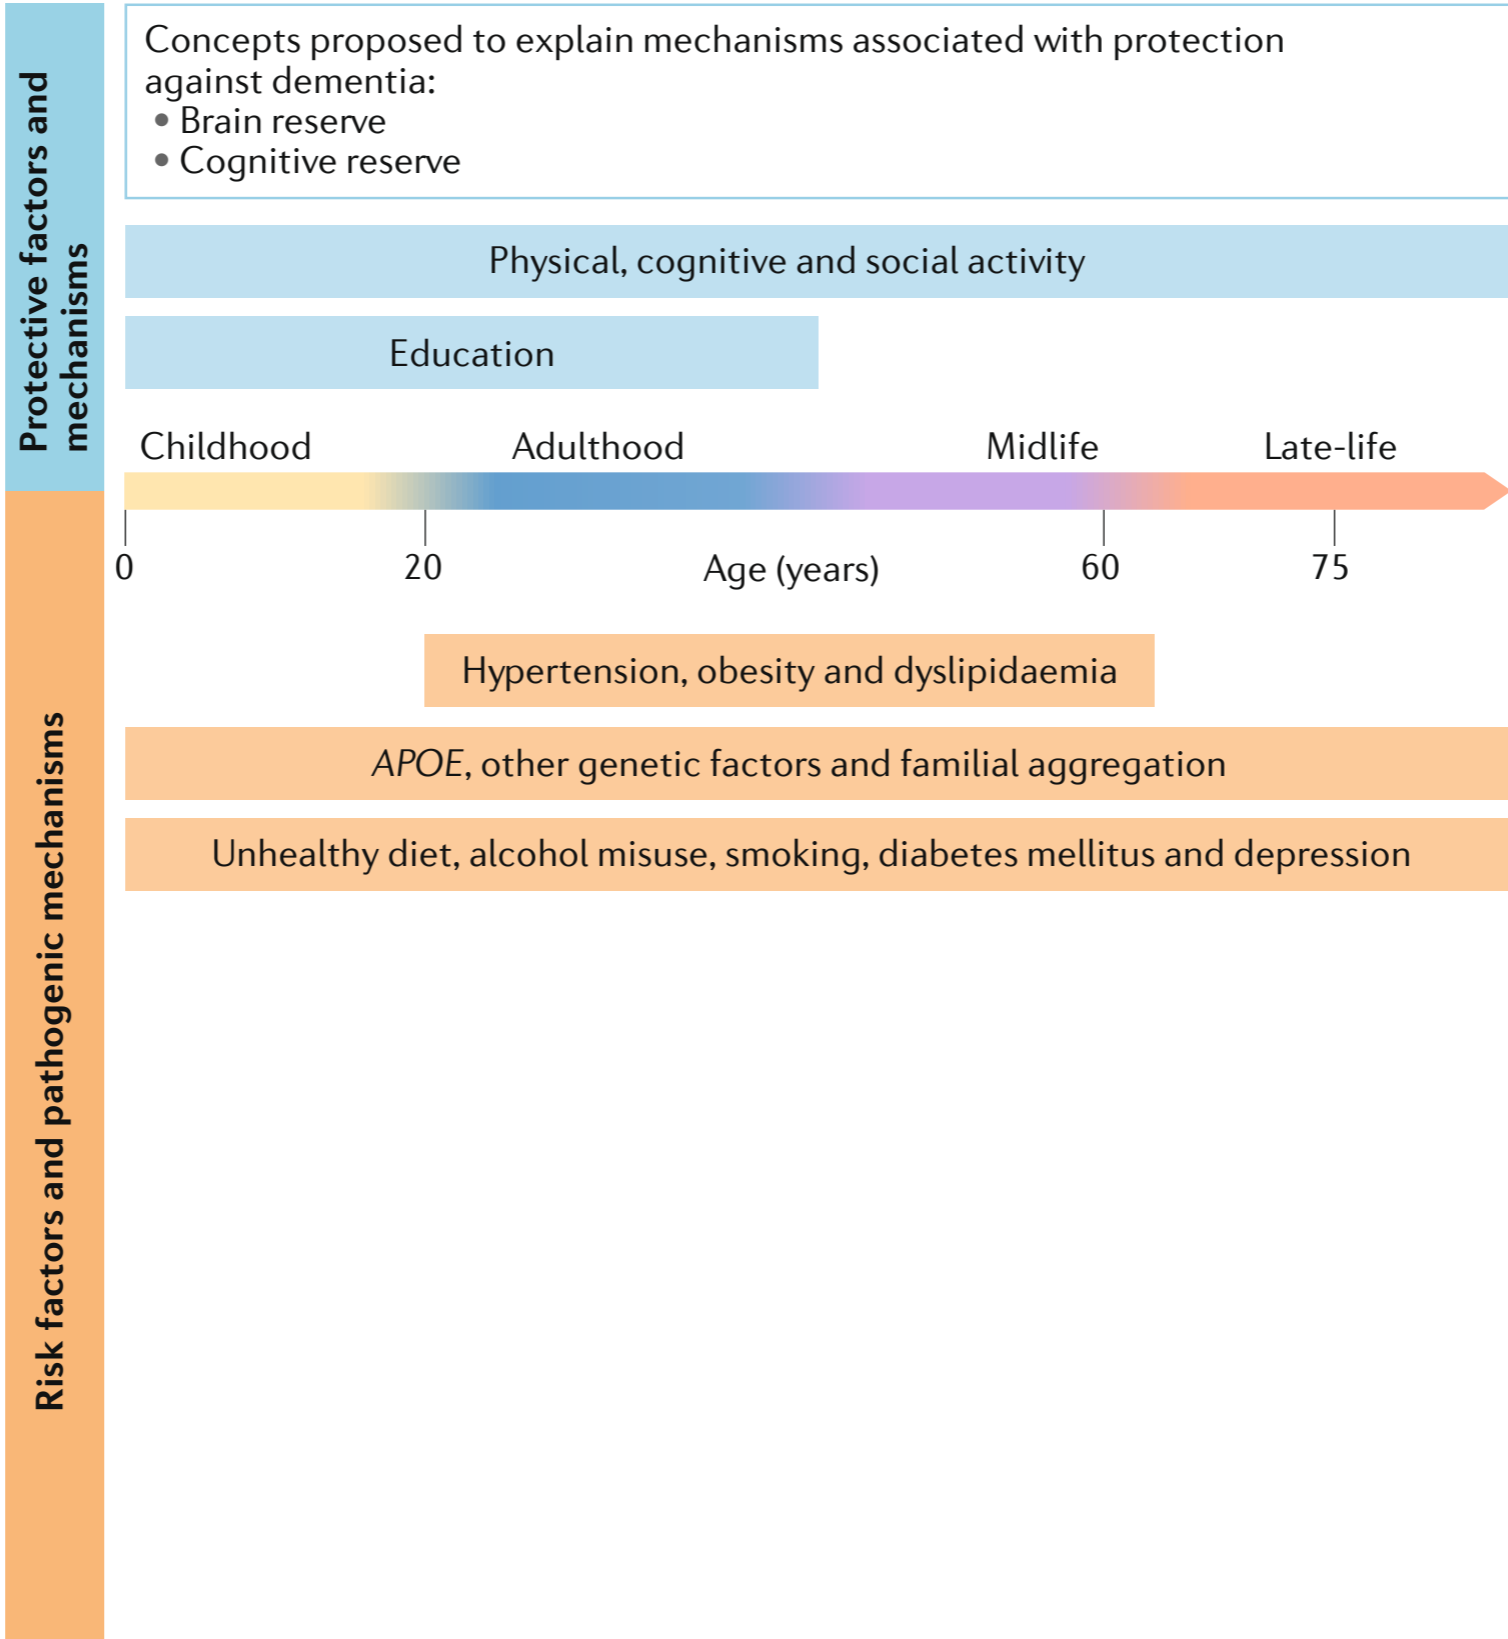 Protective factors and
mechanisms
Concepts proposed to explain mechanisms associated with protection
against dementia:
• Brain reserve
• Cognitive reserve
Physical, cognitive and social activity
Education
Childhood Adulthood Midlife Late-life
0 20 Age (years) 60 75
Risk factors and pathogenic mechanisms
Hypertension, obesity and dyslipidaemia
APOE, other genetic factors and familial aggregation
Unhealthy diet, alcohol misuse, smoking, diabetes mellitus and depression